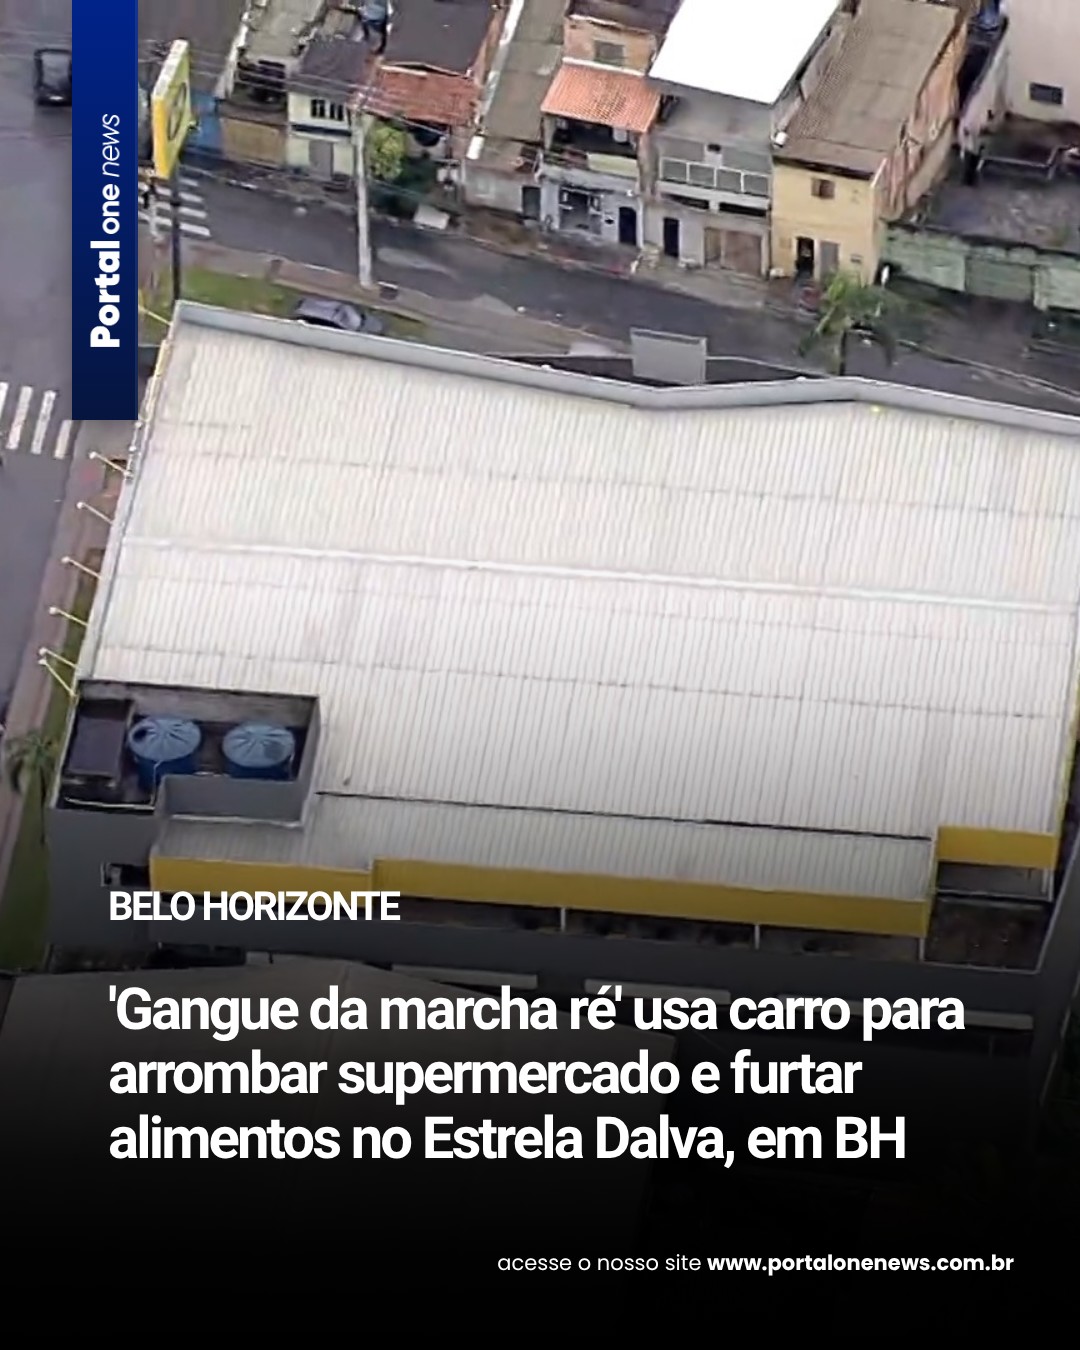 Portal one news
BELO HORIZONTE
'Gangue da marcha ré' usa carro para
arrombar supermercado e furtar
alimentos no Estrela Dalva, em BH
acesse o nosso site www.portalonenews.com.br